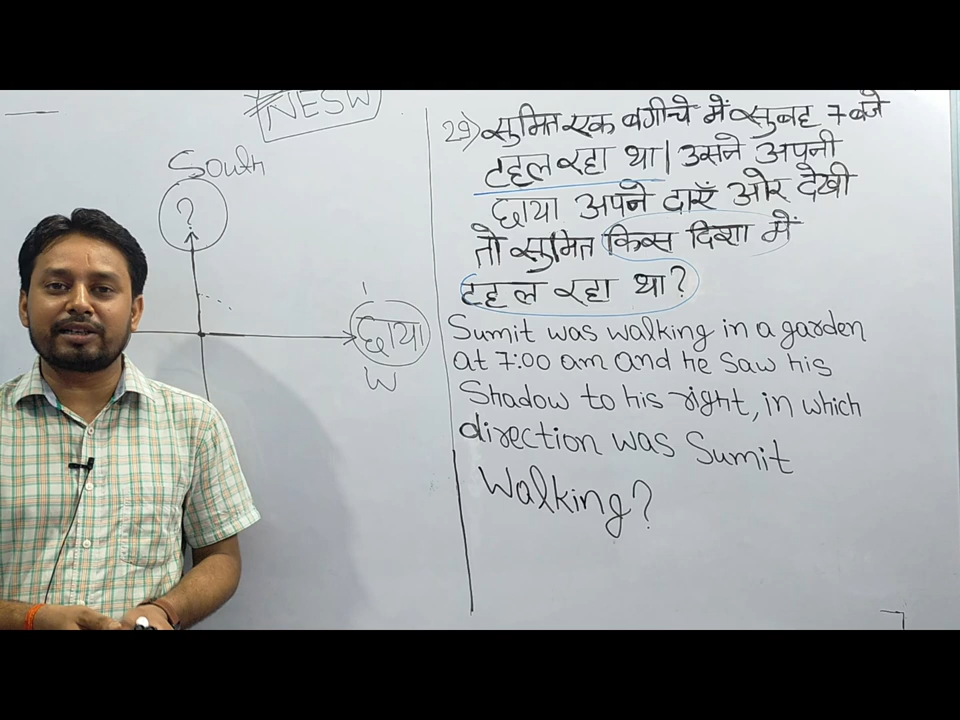 NESW
South
?
छाया
W
29) सुमित एक बगीचे में सुबह 7 बजे
टहल रहा था| उसने अपनी
छाया अपने दाएँ ओर देखी
तो सुमित किस दिशा में
टहल रहा था?
Sumit was walking in a garden
at 7:00 am and he saw his
Shadow to his right, in which
direction was Sumit
Walking?